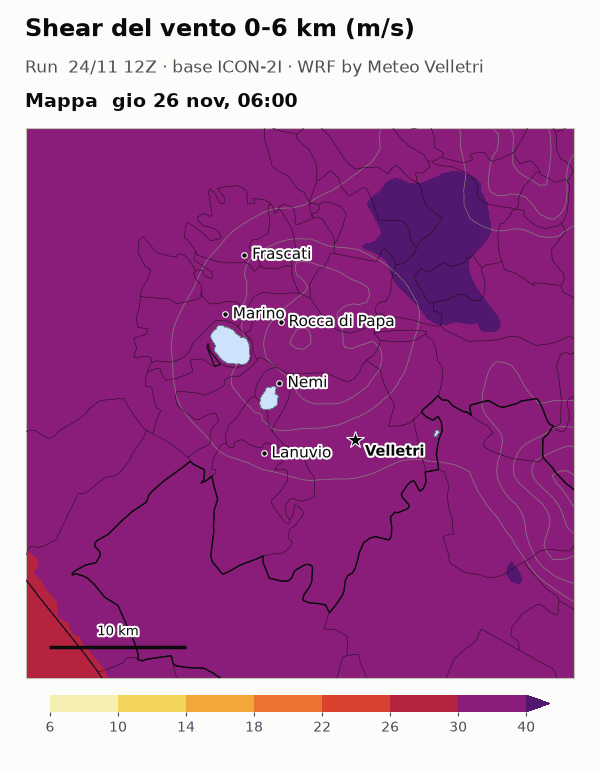 Shear del vento 0-6 km (m/s)
Run  24/11 12Z · base ICON-2I · WRF by Meteo Velletri
Mappa  gio 26 nov, 06:00
Frascati
Marino
Rocca di Papa
Nemi
Lanuvio
Velletri
10 km
6 10 14 18 22 26 30 40